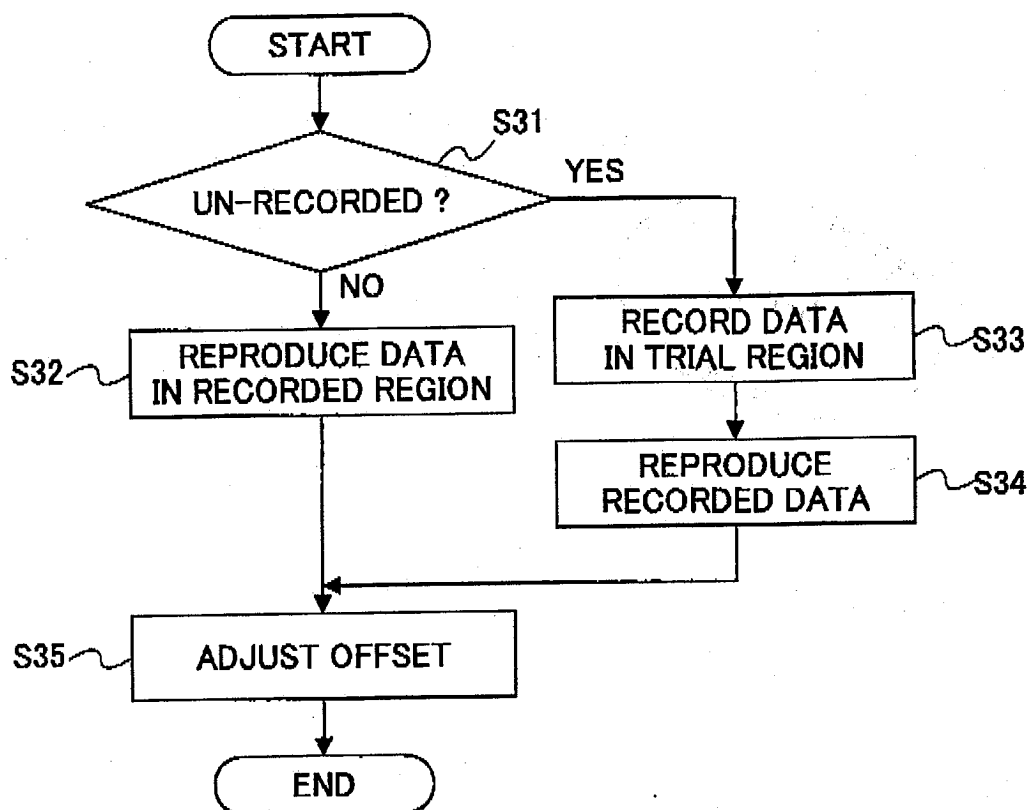 START
S31
UN-RECORDED ?
YES
NO
S32
REPRODUCE DATA
IN RECORDED REGION
RECORD DATA
IN TRIAL REGION
S33
REPRODUCE
RECORDED DATA
S34
S35
ADJUST OFFSET
END